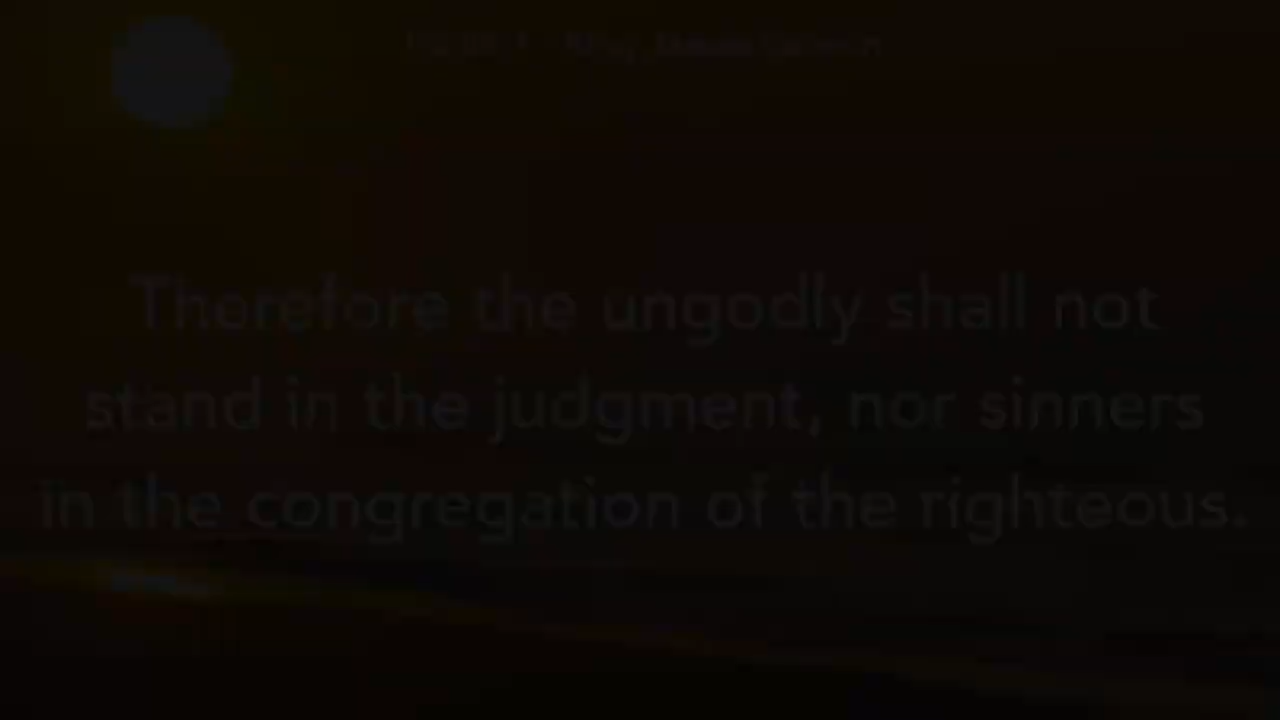 Therefore the ungodly shall not
stand in the judgment, nor sinners
in the congregation of the righteous.